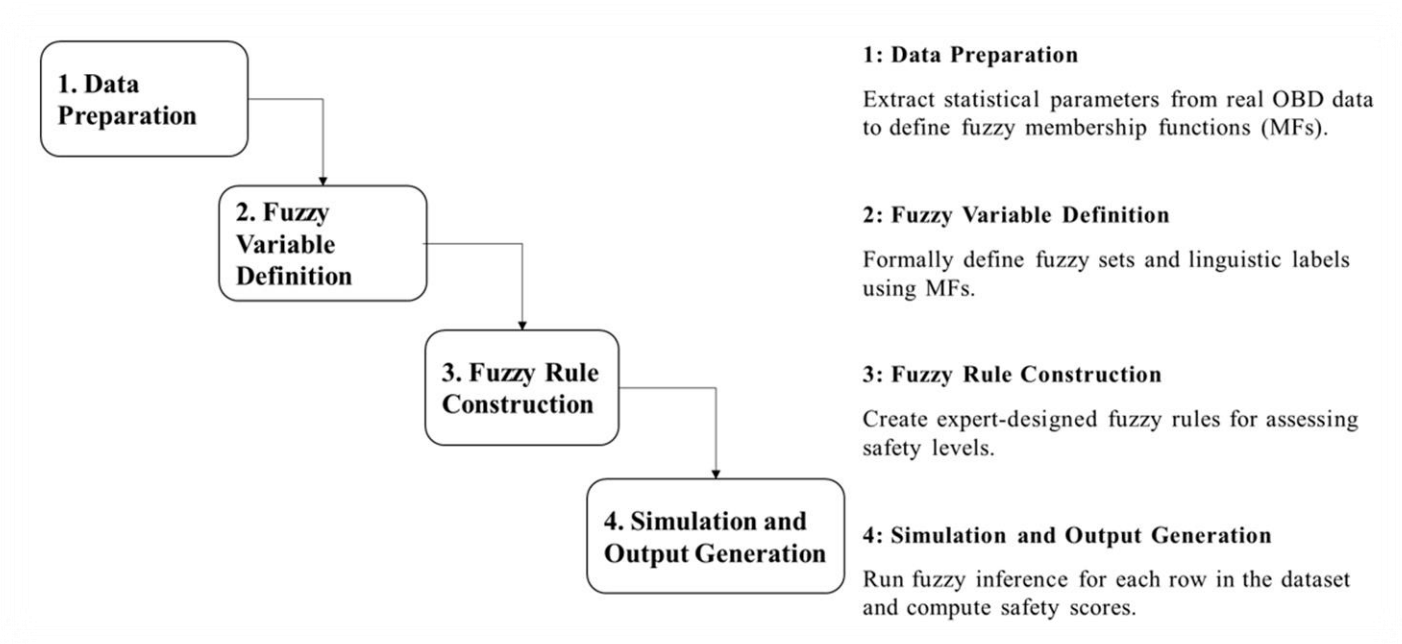 1. Data
Preparation
2. Fuzzy
Variable
Definition
3. Fuzzy Rule
Construction
4. Simulation and
Output Generation
1: Data Preparation
Extract statistical parameters from real OBD data
to define fuzzy membership functions (MFs).
2: Fuzzy Variable Definition
Formally define fuzzy sets and linguistic labels
using MFs.
3: Fuzzy Rule Construction
Create expert-designed fuzzy rules for assessing
safety levels.
4: Simulation and Output Generation
Run fuzzy inference for each row in the dataset
and compute safety scores.